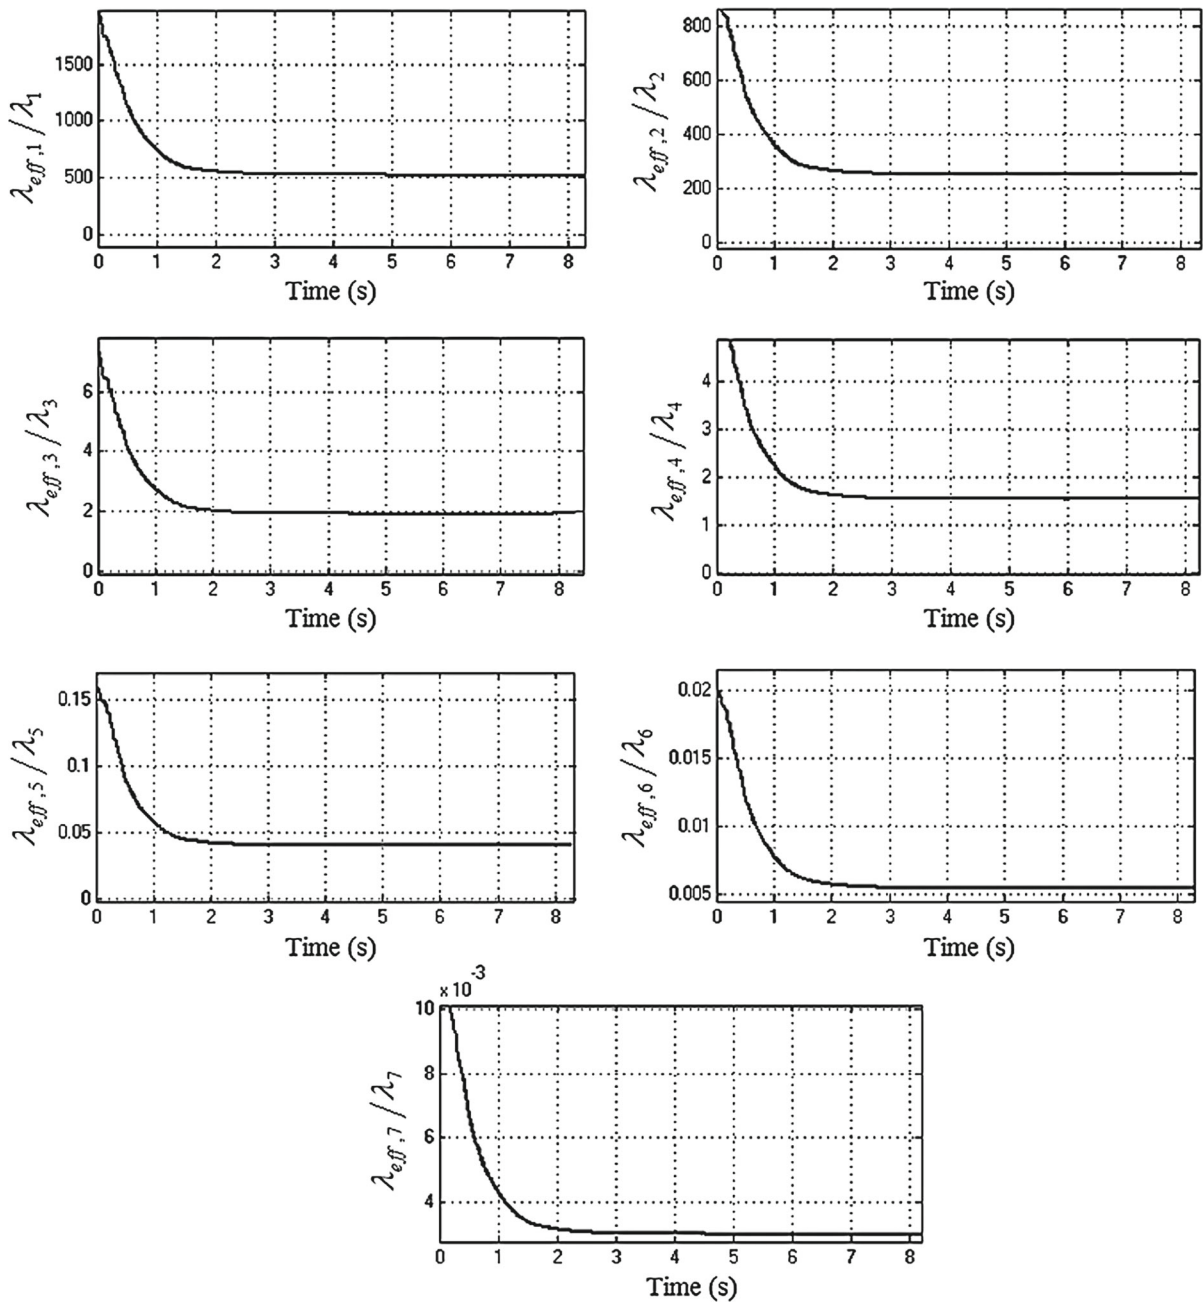 λeff,1 / λ1
1500
1000
500
0
0 1 2 3 4 5 6 7 8
Time (s)
λeff,2 / λ2
800
600
400
200
0
0 1 2 3 4 5 6 7 8
Time (s)
λeff,3 / λ3
6
4
2
0
0 1 2 3 4 5 6 7 8
Time (s)
λeff,4 / λ4
4
3
2
1
0
0 1 2 3 4 5 6 7 8
Time (s)
λeff,5 / λ5
0.15
0.1
0.05
0
0 1 2 3 4 5 6 7 8
Time (s)
λeff,6 / λ6
0.02
0.015
0.01
0.005
0 1 2 3 4 5 6 7 8
Time (s)
λeff,7 / λ7
x 10^-3
10
8
6
4
0 1 2 3 4 5 6 7 8
Time (s)